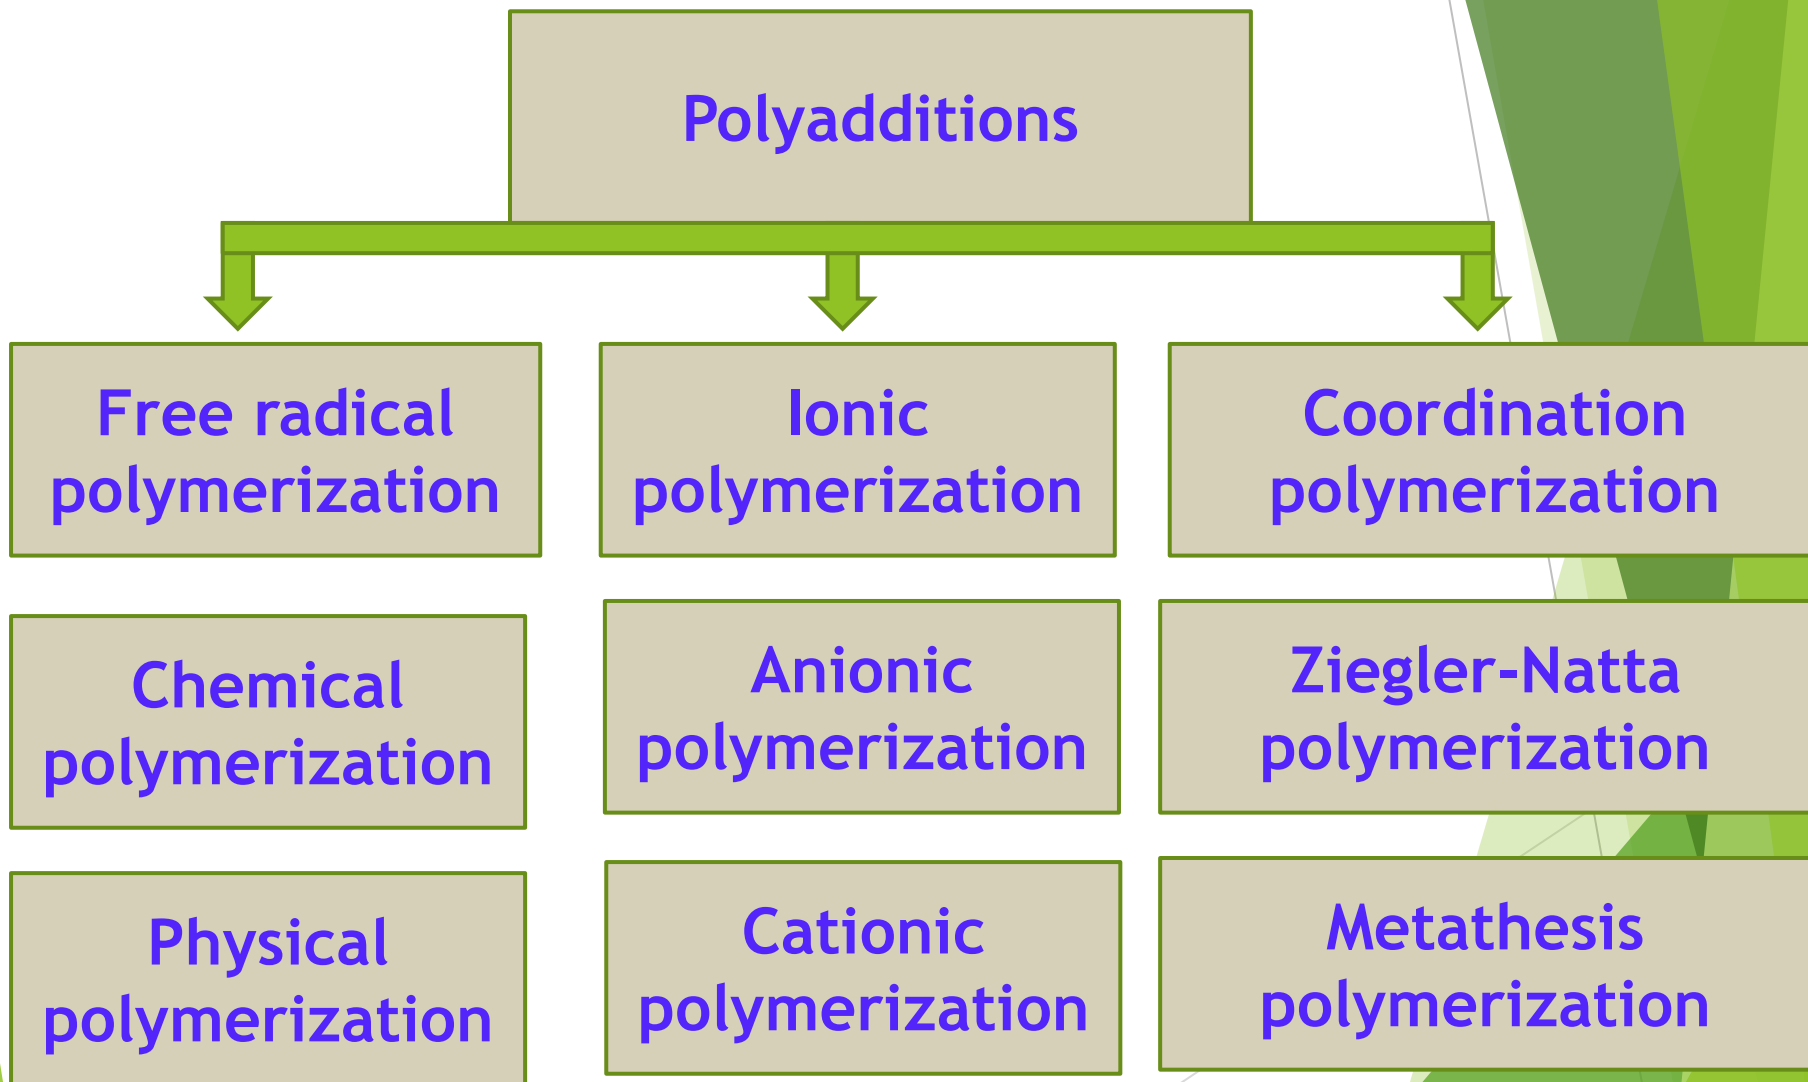 Polyadditions
Free radical
polymerization
Ionic
polymerization
Coordination
polymerization
Chemical
polymerization
Anionic
polymerization
Ziegler-Natta
polymerization
Physical
polymerization
Cationic
polymerization
Metathesis
polymerization